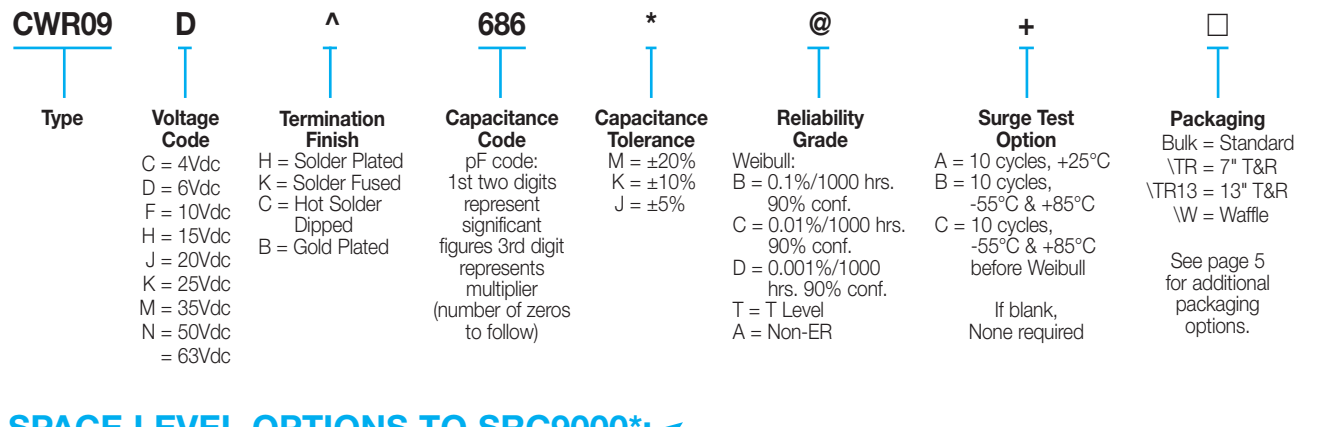 CWR09 D ^ 686 * @ + □
Type
Voltage
Code
C = 4Vdc
D = 6Vdc
F = 10Vdc
H = 15Vdc
J = 20Vdc
K = 25Vdc
M = 35Vdc
N = 50Vdc
= 63Vdc
Termination
Finish
H = Solder Plated
K = Solder Fused
C = Hot Solder
Dipped
B = Gold Plated
Capacitance
Code
pF code:
1st two digits
represent
significant
figures 3rd digit
represents
multiplier
(number of zeros
to follow)
Capacitance
Tolerance
M = ±20%
K = ±10%
J = ±5%
Reliability
Grade
Weibull:
B = 0.1%/1000 hrs.
90% conf.
C = 0.01%/1000 hrs.
90% conf.
D = 0.001%/1000
hrs. 90% conf.
T = T Level
A = Non-ER
Surge Test
Option
A = 10 cycles, +25°C
B = 10 cycles,
-55°C & +85°C
C = 10 cycles,
-55°C & +85°C
before Weibull
If blank,
None required
Packaging
Bulk = Standard
\TR = 7" T&R
\TR13 = 13" T&R
\W = Waffle
See page 5
for additional
packaging
options.
SPACE LEVEL OPTIONS TO SRC9000*: